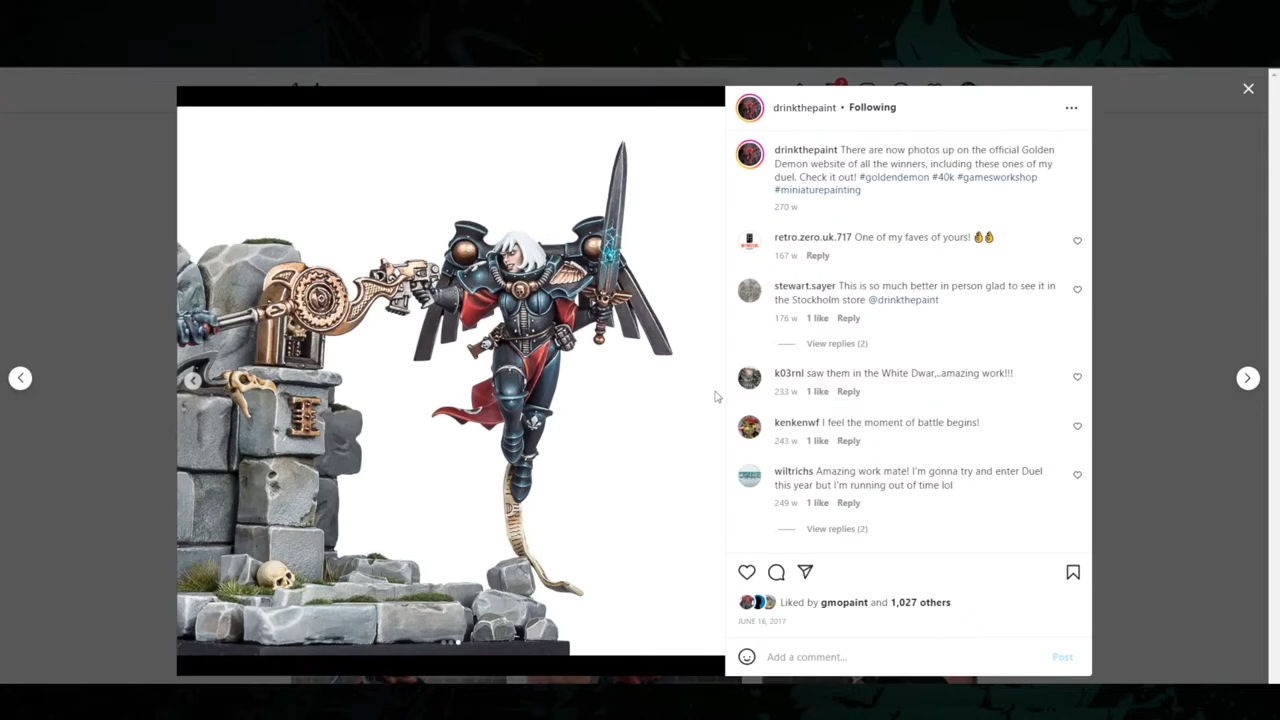 drinkthepaint • Following
drinkthepaint There are now photos up on the official Golden
Demon website of all the winners, including these ones of my
duel. Check it out! #goldendemon #40k #gamesworkshop
#miniaturepainting
270 w
retro.zero.uk.717 One of my faves of yours!
167 w Reply
stewart.sayer This is so much better in person glad to see it in
the Stockholm store @drinkthepaint
176 w 1 like Reply
View replies (2)
k03rnl saw them in the White Dwar,..amazing work!!!
233 w 1 like Reply
kenkenwf I feel the moment of battle begins!
243 w 1 like Reply
wiltrichs Amazing work mate! I'm gonna try and enter Duel
this year but I'm running out of time lol
249 w 1 like Reply
View replies (2)
Liked by gmopaint and 1,027 others
JUNE 16, 2017
Add a comment... Post